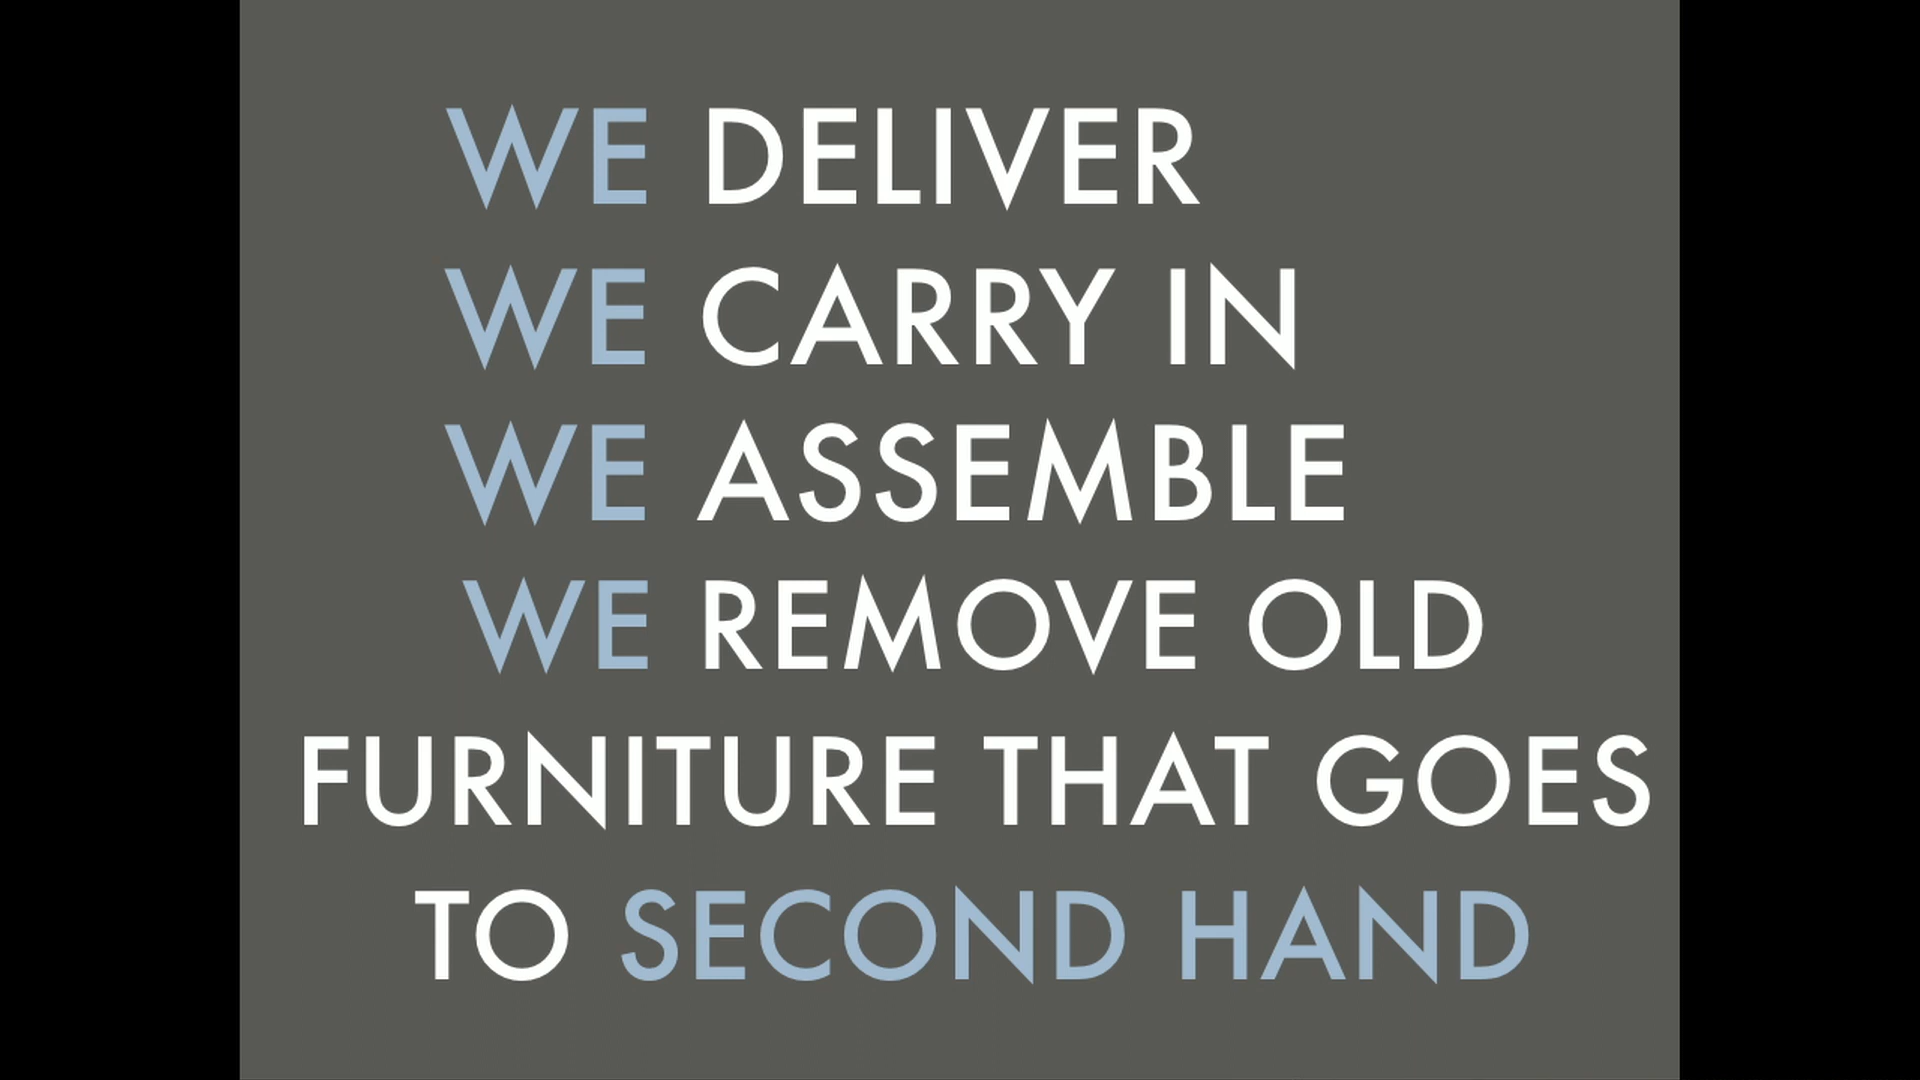 WE DELIVER
WE CARRY IN
WE ASSEMBLE
WE REMOVE OLD
FURNITURE THAT GOES
TO SECOND HAND